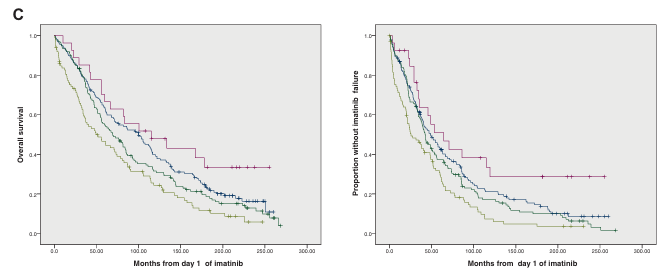 C
Overall survival
1.0
0.8
0.6
0.4
0.2
0.0
0.0 50.00 100.00 150.00 200.00 250.00 300.00
Months from day 1 of imatinib
Proportion without imatinib failure
1.0
0.8
0.6
0.4
0.2
0.0
0.0 50.00 100.00 150.00 200.00 250.00 300.00
Months from day 1 of imatinib